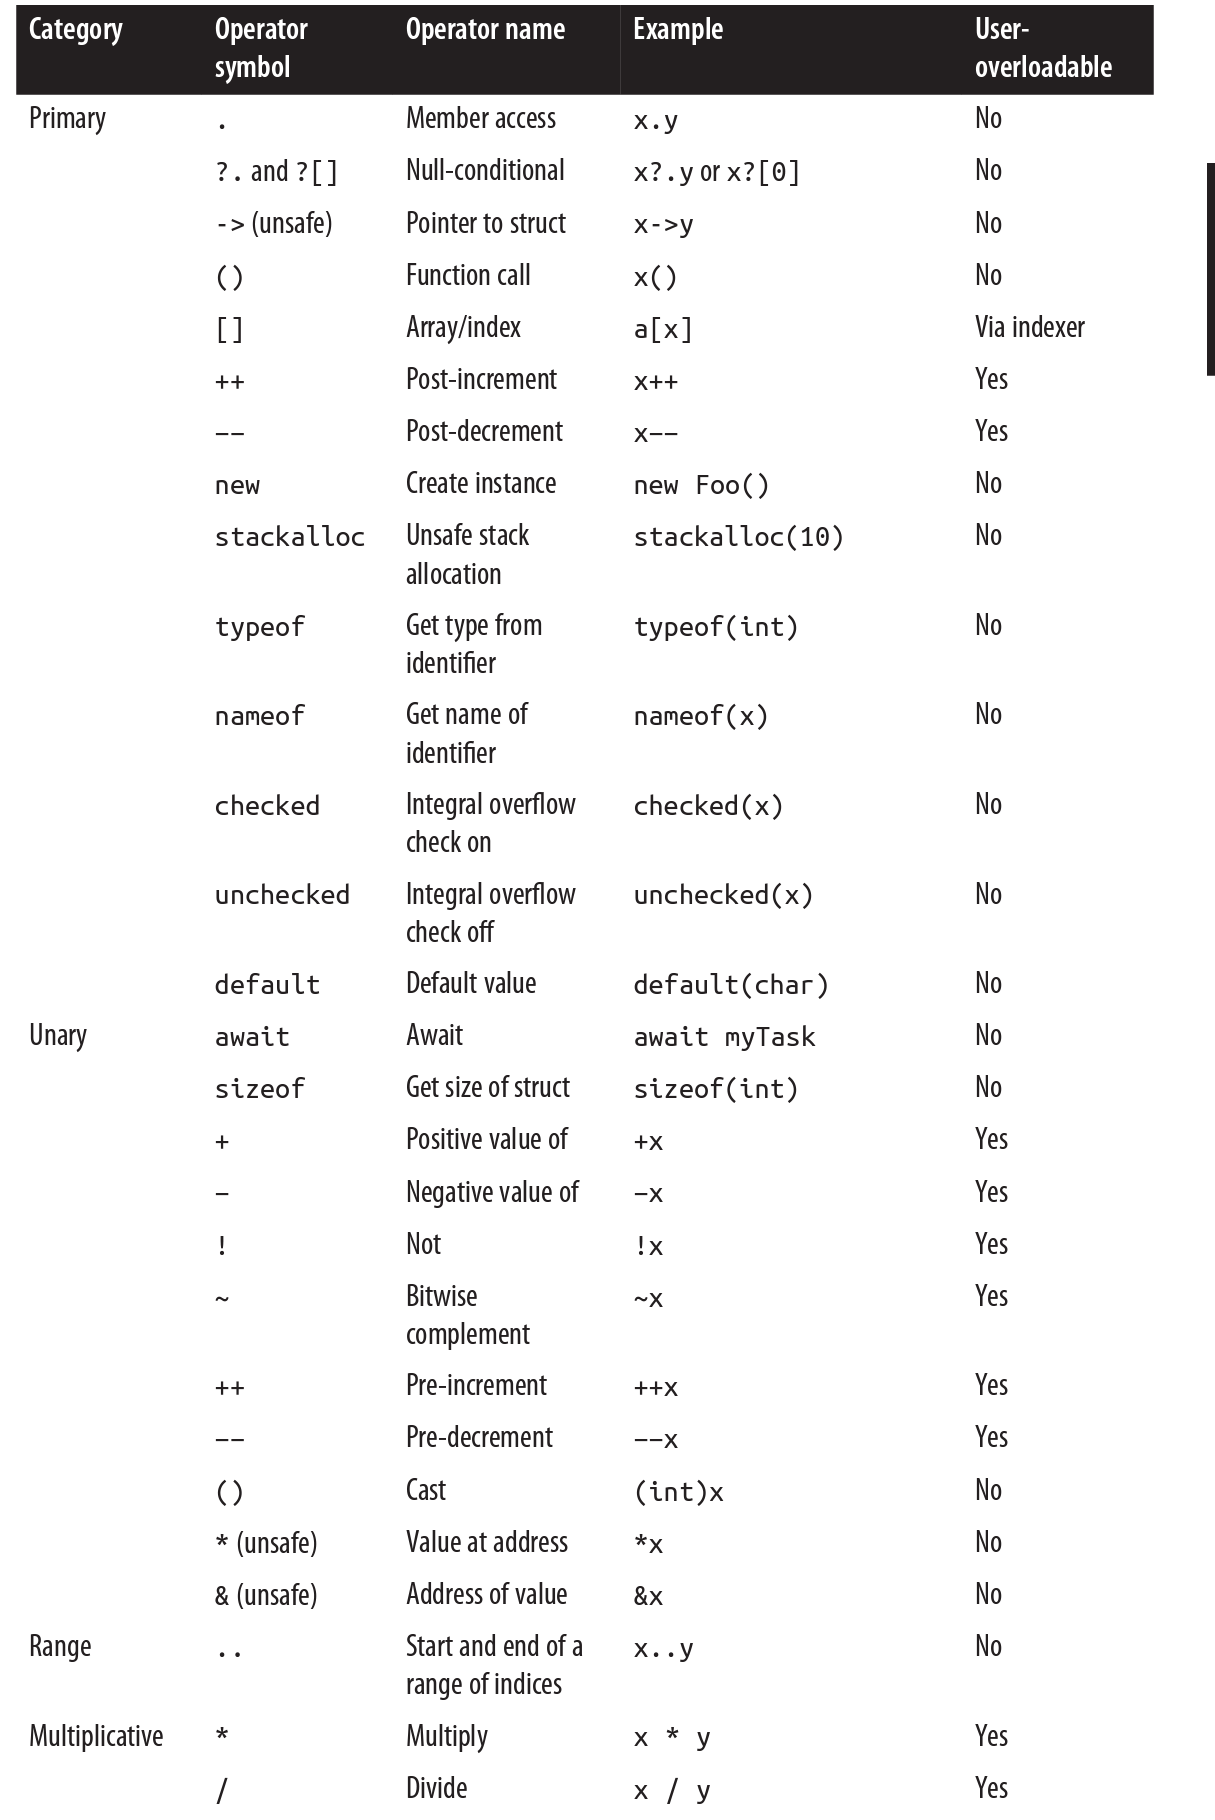 Category Operator symbol Operator name Example User-overloadable
Primary . Member access x.y No
?. and ?[] Null-conditional x?.y or x?[0] No
-> (unsafe) Pointer to struct x->y No
() Function call x() No
[] Array/index a[x] Via indexer
++ Post-increment x++ Yes
−− Post-decrement x−− Yes
new Create instance new Foo() No
stackalloc Unsafe stack stackalloc(10) No
allocation
typeof Get type from typeof(int) No
identifier
nameof Get name of nameof(x) No
identifier
checked Integral overflow checked(x) No
check on
unchecked Integral overflow unchecked(x) No
check off
default Default value default(char) No
Unary await Await await myTask No
sizeof Get size of struct sizeof(int) No
+ Positive value of +x Yes
− Negative value of −x Yes
! Not !x Yes
~ Bitwise ~x Yes
complement
++ Pre-increment ++x Yes
−− Pre-decrement −−x Yes
() Cast (int)x No
* (unsafe) Value at address *x No
& (unsafe) Address of value &x No
Range .. Start and end of a x..y No
range of indices
Multiplicative * Multiply x * y Yes
/ Divide x / y Yes